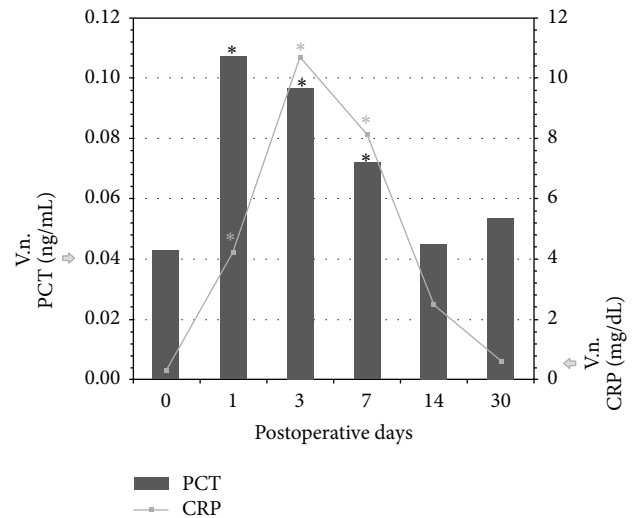 0.12
0.10
0.08
0.06
0.04
0.02
0.00
V.n.
PCT (ng/mL)
*
*
*
*
*
*
12
10
8
6
4
2
0
V.n.
CRP (mg/dL)
0 1 3 7 14 30
Postoperative days
PCT
CRP